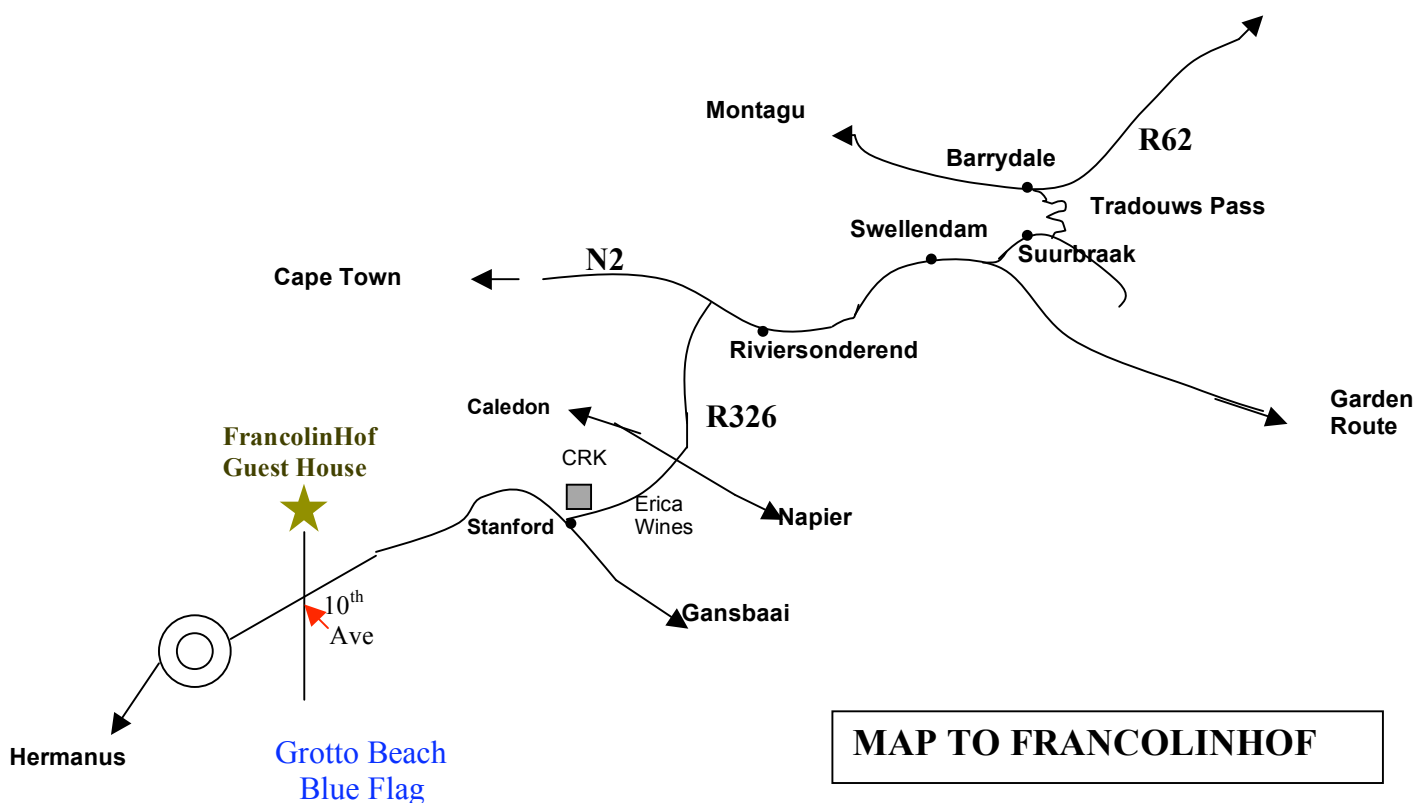 Montagu
R62
Barrydale
Tradouws Pass
Swellendam
Suurbraak
N2
Cape Town
Riviersonderend
Garden
Route
Caledon
R326
FrancolinHof
Guest House
CRK
Erica
Wines
Stanford
Napier
10th
Ave
Gansbaai
Hermanus
Grotto Beach
Blue Flag
MAP TO FRANCOLINHOF